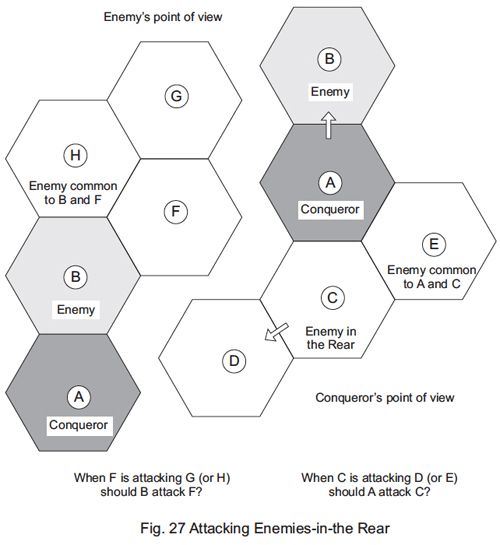 Enemy's point of view
G
H
Enemy common
to B and F
F
B
Enemy
A
Conqueror
B
Enemy
A
Conqueror
E
Enemy common
to A and C
C
Enemy in
the Rear
D
Conqueror's point of view
When F is attacking G (or H)
should B attack F?
When C is attacking D (or E)
should A attack C?
Fig. 27 Attacking Enemies-in-the Rear